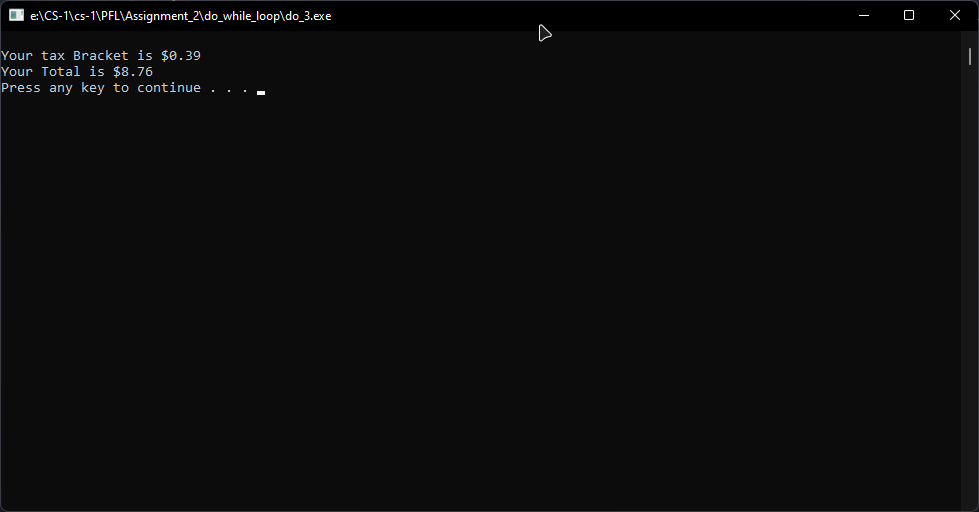 e:\CS-1\cs-1\PFL\Assignment_2\do_while_loop\do_3.exe
Your tax Bracket is $0.39
Your Total is $8.76
Press any key to continue . . .